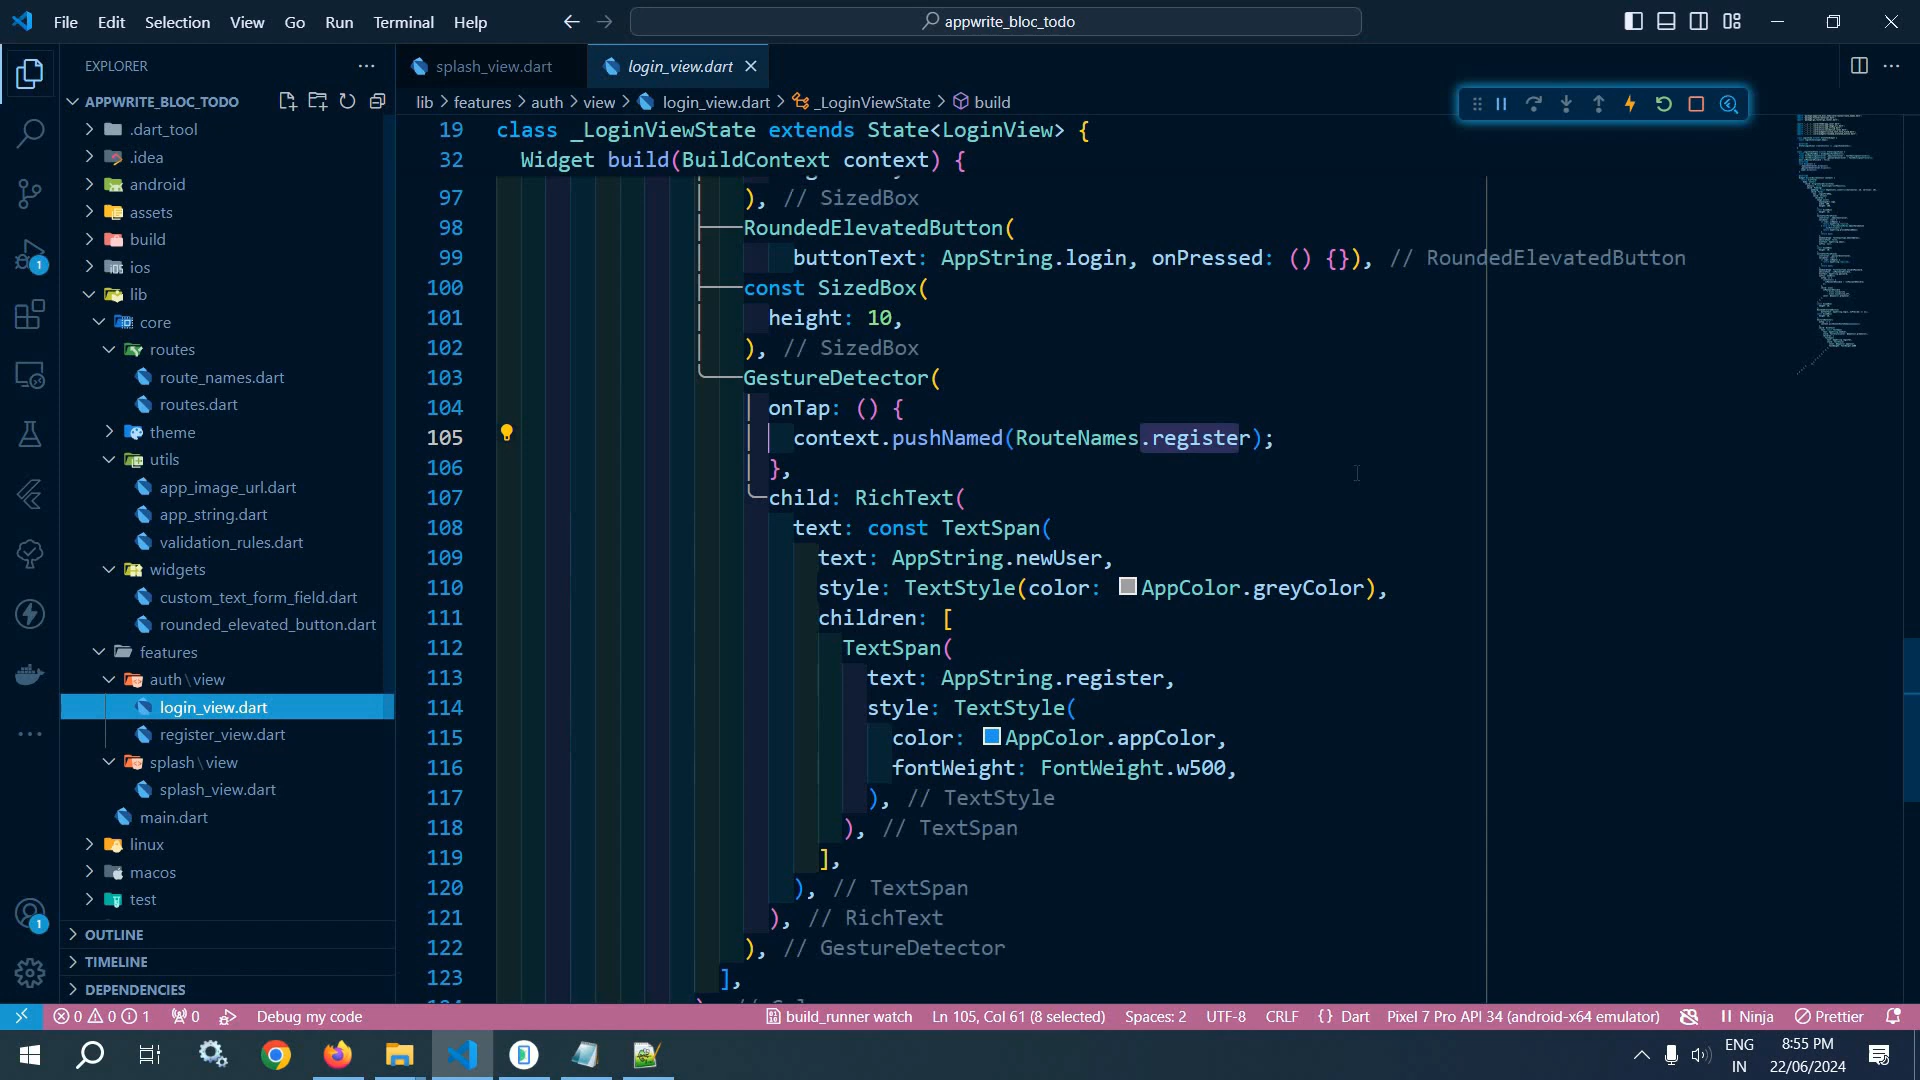 File Edit Selection View Go Run Terminal Help
appwrite_bloc_todo
EXPLORER
APPWRITE_BLOC_TODO
.dart_tool
.idea
android
assets
build
ios
lib
core
routes
route_names.dart
routes.dart
theme
utils
app_image_url.dart
app_string.dart
validation_rules.dart
widgets
custom_text_form_field.dart
rounded_elevated_button.dart
features
auth\view
login_view.dart
register_view.dart
splash\view
splash_view.dart
main.dart
linux
macos
test
OUTLINE
TIMELINE
DEPENDENCIES
1
1
splash_view.dart login_view.dart
lib > features > auth > view > login_view.dart > _LoginViewState > build
19 class _LoginViewState extends State<LoginView> {
32 Widget build(BuildContext context) {
97 ), // SizedBox
98 RoundedElevatedButton(
99 buttonText: AppString.login, onPressed: () {}), // RoundedElevatedButton
100 const SizedBox(
101 height: 10,
102 ), // SizedBox
103 GestureDetector(
104 onTap: () {
105 context.pushNamed(RouteNames.register);
106 },
107 child: RichText(
108 text: const TextSpan(
109 text: AppString.newUser,
110 style: TextStyle(color: AppColor.greyColor),
111 children: [
112 TextSpan(
113 text: AppString.register,
114 style: TextStyle(
115 color: AppColor.appColor,
116 fontWeight: FontWeight.w500,
117 ), // TextStyle
118 ), // TextSpan
119 ],
120 ), // TextSpan
121 ), // RichText
122 ), // GestureDetector
123 ],
0 0 1 0 Debug my code build_runner watch Ln 105, Col 61 (8 selected) Spaces: 2 UTF-8 CRLF {} Dart Pixel 7 Pro API 34 (android-x64 emulator) Ninja Prettier
ENG
IN
8:55 PM
22/06/2024